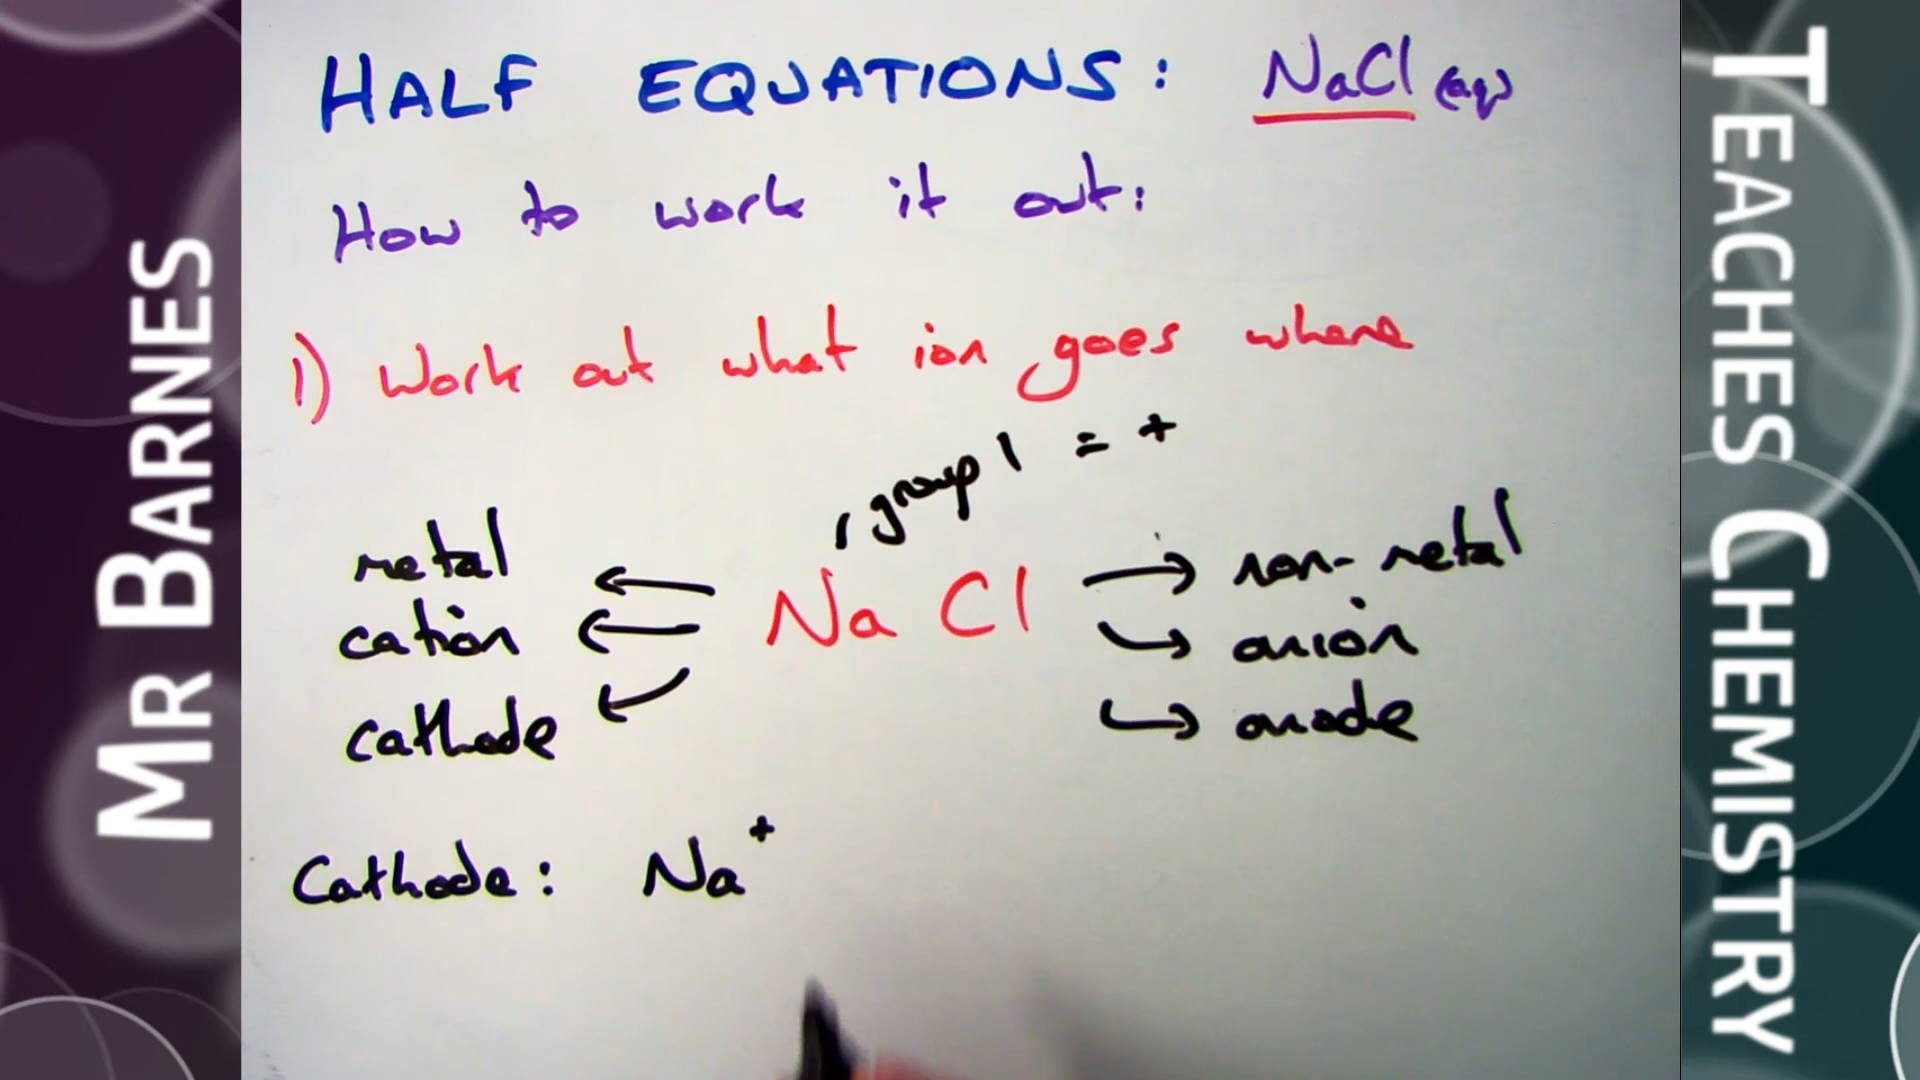 MR BARNES
HALF EQUATIONS: NaCl (aq)
How to work it out:
1) Work out what ion goes where
group 1 = +
metal ← Na Cl → non-metal
cation ← → anion
cathode ← → anode
Cathode: Na⁺
TEACHES CHEMISTRY